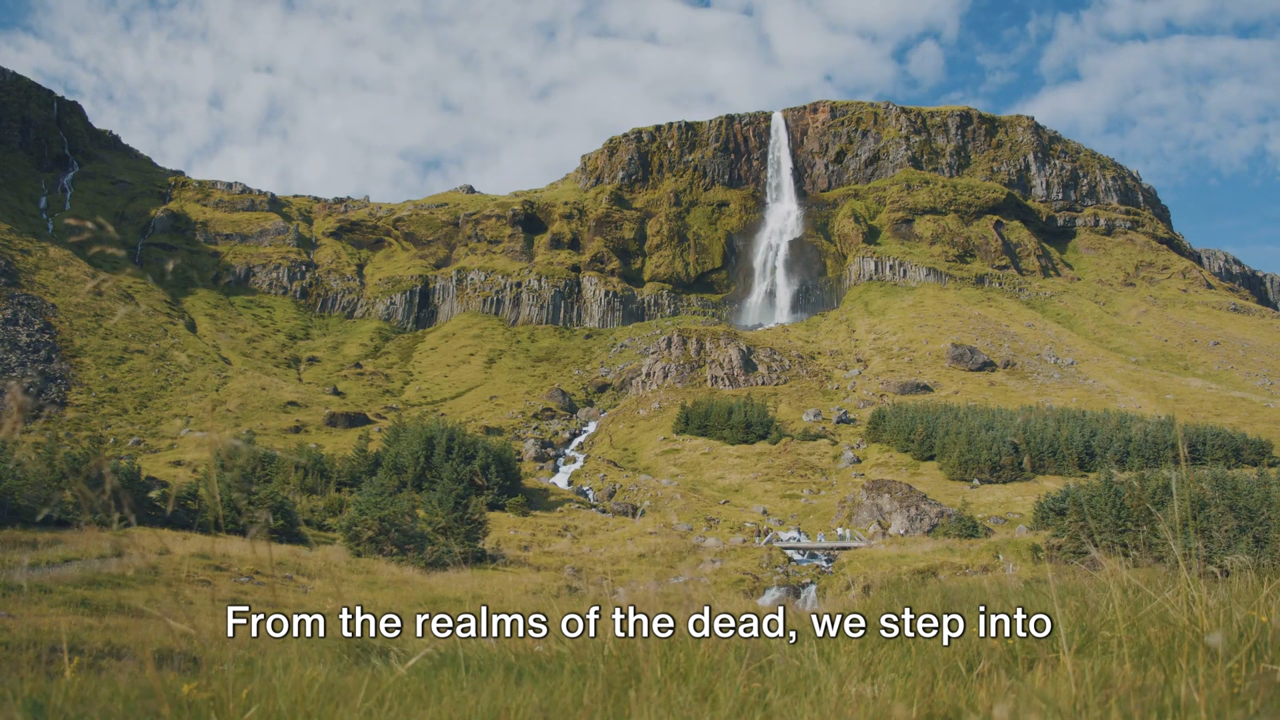 From the realms of the dead, we step into